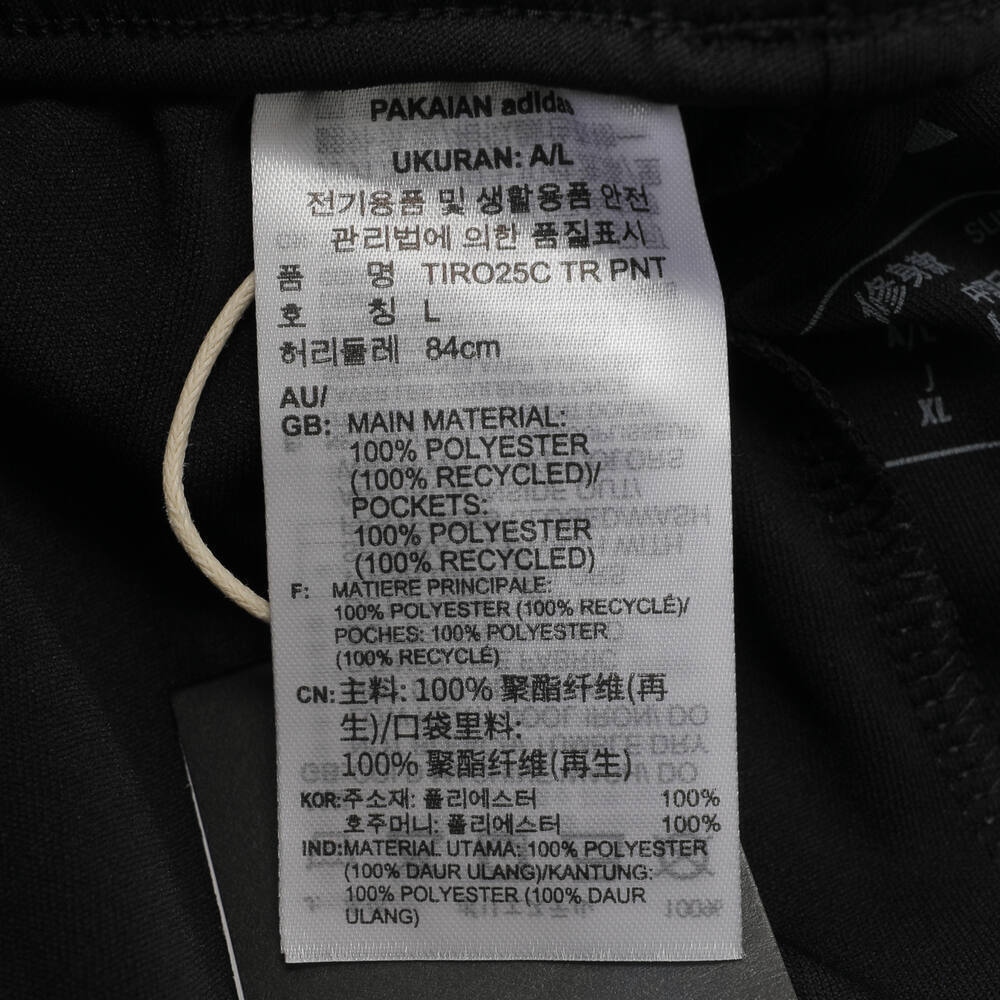 PAKAIAN adidas
UKURAN: A/L
전기용품 및 생활용품 안전
관리법에 의한 품질표시
품 명 TIRO25C TR PNT
호 칭 L
허리둘레 84cm
AU/
GB: MAIN MATERIAL:
100% POLYESTER
(100% RECYCLED)/
POCKETS:
100% POLYESTER
(100% RECYCLED)
F: MATIERE PRINCIPALE:
100% POLYESTER (100% RECYCLÉ)/
POCHES: 100% POLYESTER
(100% RECYCLÉ)
CN: 主料: 100% 聚酯纤维(再
生)/口袋里料:
100% 聚酯纤维(再生)
KOR:주소재: 폴리에스터 100%
호주머니: 폴리에스터 100%
IND:MATERIAL UTAMA: 100% POLYESTER
(100% DAUR ULANG)/KANTUNG:
100% POLYESTER (100% DAUR
ULANG)
修身款
A/L
J
XL